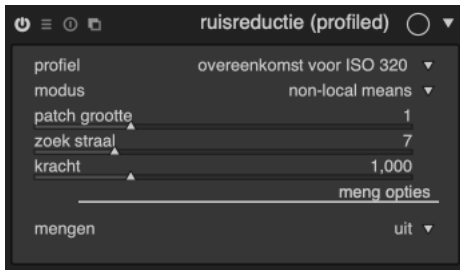 ruisreductie (profiled)
profiel overeenkomst voor ISO 320
modus non-local means
patch grootte 1
zoek straal 7
kracht 1,000
meng opties
mengen uit